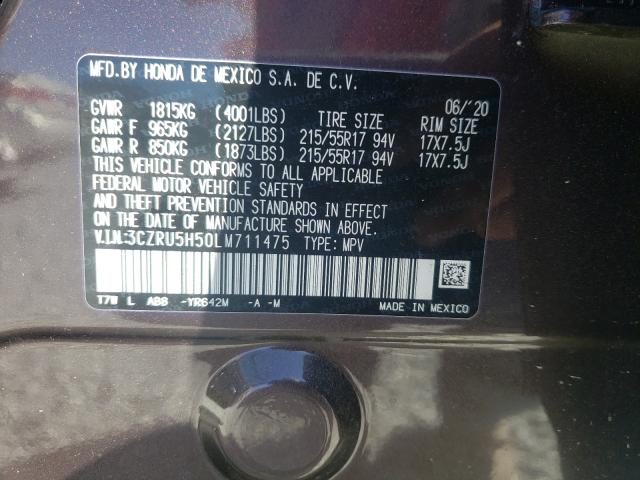 MFD.BY HONDA DE MEXICO S.A. DE C.V.
06/'20
GVWR 1815KG (4001LBS) TIRE SIZE RIM SIZE
GAWR F 965KG (2127LBS) 215/55R17 94V 17X7.5J
GAWR R 850KG (1873LBS) 215/55R17 94V 17X7.5J
THIS VEHICLE CONFORMS TO ALL APPLICABLE
FEDERAL MOTOR VEHICLE SAFETY
AND THEFT PREVENTION STANDARDS IN EFFECT
ON THE DATE OF MANUFACTURE SHOWN ABOVE.
V.I.N:3CZRU5H50LM711475 TYPE: MPV
T7W L ABB -YR642M -A -M MADE IN MEXICO